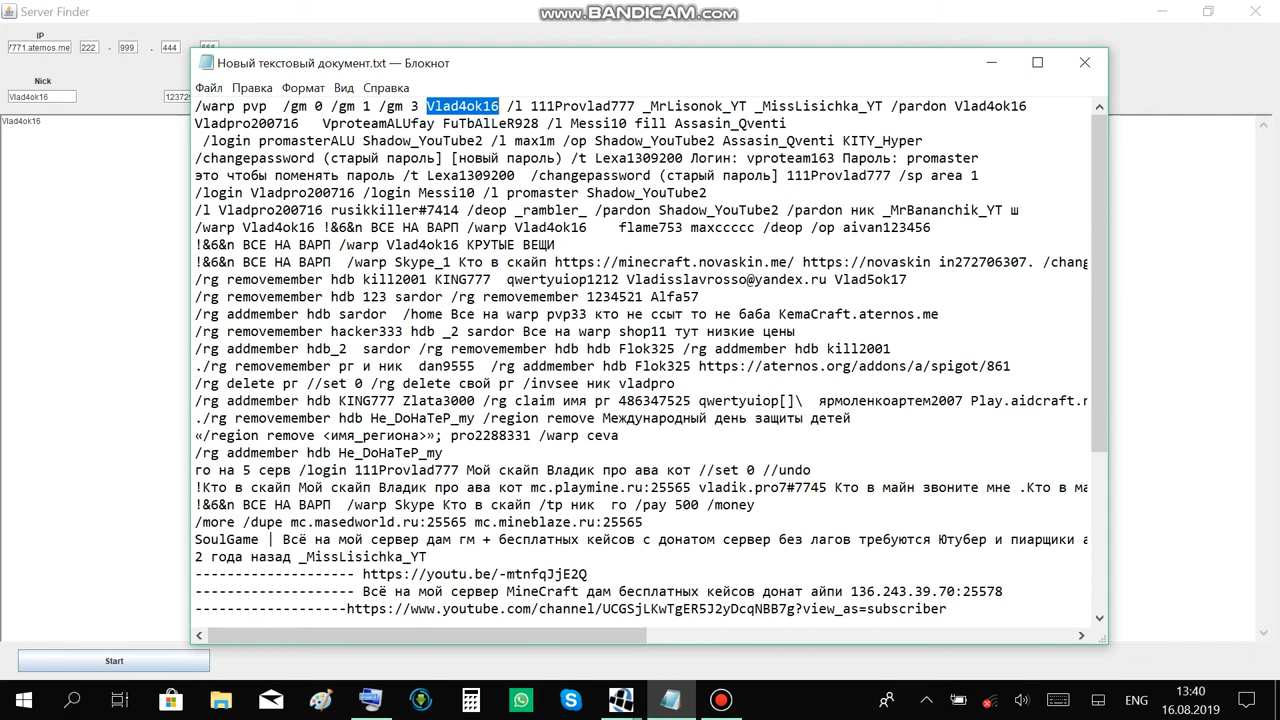 Server Finder
www.BANDICAM.com
IP
7771.aternos.me 222 - 999 . 444
Nick
Vlad4ok16
Vlad4ok16
Новый текстовый документ.txt — Блокнот
Файл Правка Формат Вид Справка
/warp pvp /gm 0 /gm 1 /gm 3 Vlad4ok16 /l 111Provlad777 _MrLisonok_YT _MissLisichka_YT /pardon Vlad4ok16
Vladpro200716 VproteamALUfay FuTbAlLeR928 /l Messi10 fill Assasin_Qventi
/login promasterALU Shadow_YouTube2 /l max1m /op Shadow_YouTube2 Assasin_Qventi KITY_Hyper
/changepassword (старый пароль] [новый пароль) /t Lexa1309200 Логин: vproteam163 Пароль: promaster
это чтобы поменять пароль /t Lexa1309200 /changepassword (старый пароль] 111Provlad777 /sp area 1
/login Vladpro200716 /login Messi10 /l promaster Shadow_YouTube2
/l Vladpro200716 rusikkiller#7414 /deop _rambler_ /pardon Shadow_YouTube2 /pardon ник _MrBananchik_YT ш
/warp Vlad4ok16 !&6&n ВСЕ НА ВАРП /warp Vlad4ok16 flame753 maxccccc /deop /op aivan123456
!&6&n ВСЕ НА ВАРП /warp Vlad4ok16 КРУТЫЕ ВЕЩИ
!&6&n ВСЕ НА ВАРП /warp Skype_1 Кто в скайп https://minecraft.novaskin.me/ https://novaskin in272706307. /chang
/rg removemember hdb kill2001 KING777 qwertyuiop1212 Vladisslavrosso@yandex.ru Vlad5ok17
/rg removemember hdb 123 sardor /rg removemember 1234521 Alfa57
/rg addmember hdb sardor /home Все на warp pvp33 кто не ссыт то не баба KemaCraft.aternos.me
/rg removemember hacker333 hdb _2 sardor Все на warp shop11 тут низкие цены
/rg addmember hdb_2 sardor /rg removemember hdb hdb Flok325 /rg addmember hdb kill2001
./rg removemember рг и ник dan9555 /rg addmember hdb Flok325 https://aternos.org/addons/a/spigot/861
/rg delete рг //set 0 /rg delete свой рг /invsee ник vladpro
/rg addmember hdb KING777 Zlata3000 /rg claim имя рг 486347525 qwertyuiop[]\ ярмоленкоартем2007 Play.aidcraft.r
./rg removemember hdb He_DoHaTeP_my /region remove Международный день защиты детей
«/region remove <имя_региона>»; pro2288331 /warp ceva
/rg addmember hdb He_DoHaTeP_my
го на 5 серв /login 111Provlad777 Мой скайп Владик про ава кот //set 0 //undo
!Кто в скайп Мой скайп Владик про ава кот mc.playmine.ru:25565 vladik.pro7#7745 Кто в майн звоните мне .Кто в ма
!&6&n ВСЕ НА ВАРП /warp Skype Кто в скайп /tp ник го /pay 500 /money
/more /dupe mc.masedworld.ru:25565 mc.mineblaze.ru:25565
SoulGame | Всё на мой сервер дам гм + бесплатных кейсов с донатом сервер без лагов требуются Ютубер и пиарщики а
2 года назад _MissLisichka_YT
------------------- https://youtu.be/-mtnfqJjE2Q
------------------- Всё на мой сервер MineCraft дам бесплатных кейсов донат айпи 136.243.39.70:25578
-------------------https://www.youtube.com/channel/UCGSjLKwTgER5J2yDcqNBB7g?view_as=subscriber
Start
ENG
13:40
16.08.2019